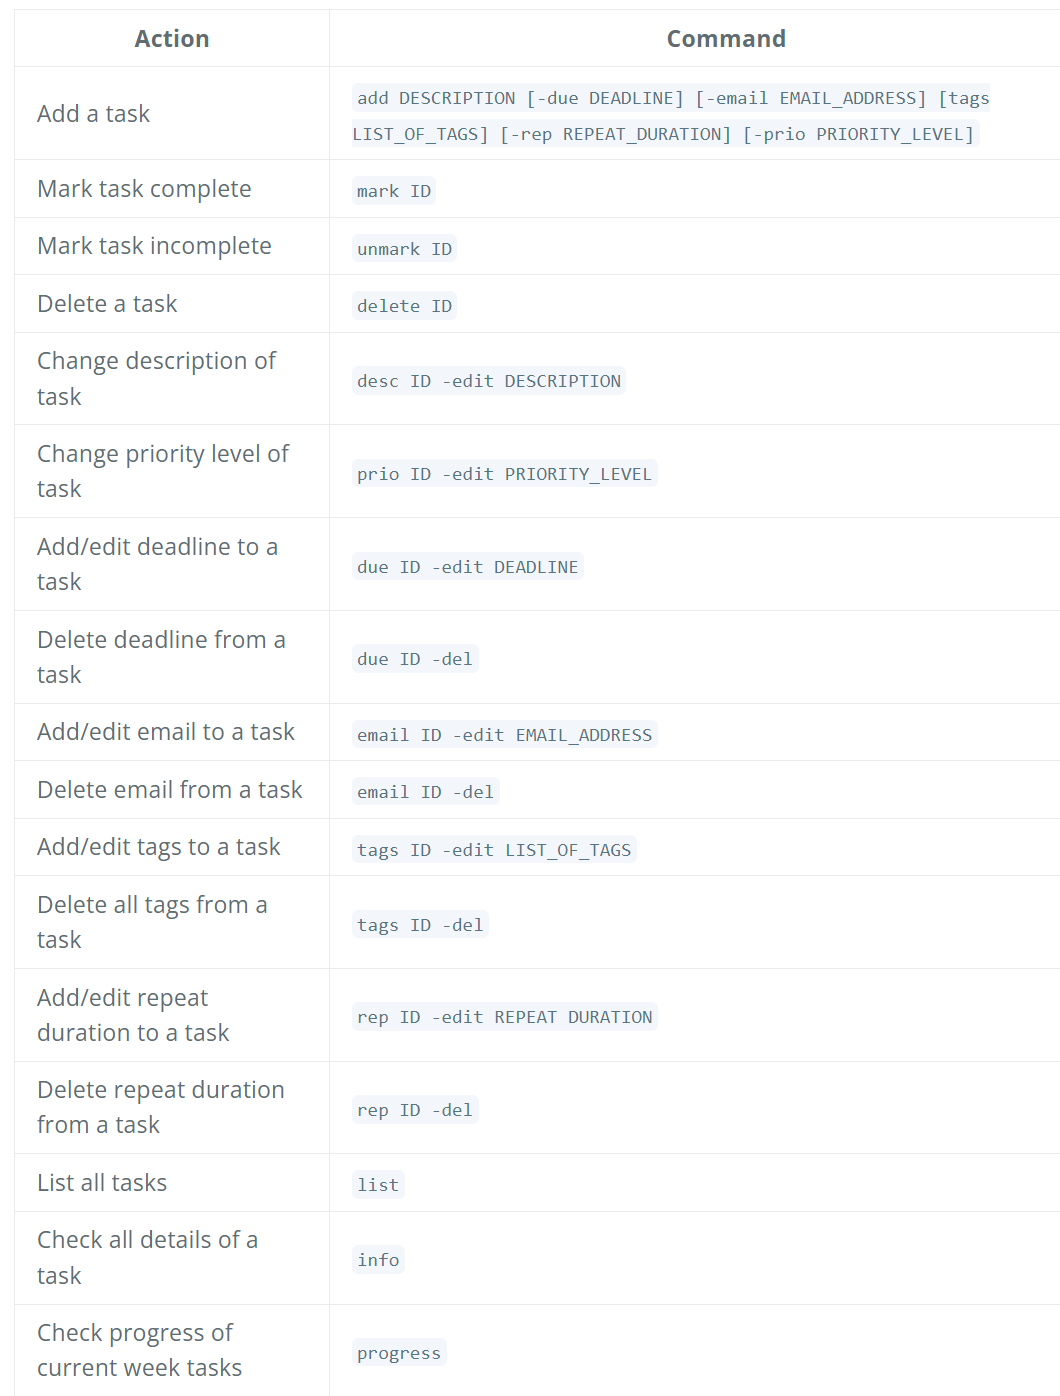 Action Command
Add a task
add DESCRIPTION [-due DEADLINE] [-email EMAIL_ADDRESS] [tags
LIST_OF_TAGS] [-rep REPEAT_DURATION] [-prio PRIORITY_LEVEL]
Mark task complete mark ID
Mark task incomplete unmark ID
Delete a task delete ID
Change description of
task
desc ID -edit DESCRIPTION
Change priority level of
task
prio ID -edit PRIORITY_LEVEL
Add/edit deadline to a
task
due ID -edit DEADLINE
Delete deadline from a
task
due ID -del
Add/edit email to a task email ID -edit EMAIL_ADDRESS
Delete email from a task email ID -del
Add/edit tags to a task tags ID -edit LIST_OF_TAGS
Delete all tags from a
task
tags ID -del
Add/edit repeat
duration to a task
rep ID -edit REPEAT DURATION
Delete repeat duration
from a task
rep ID -del
List all tasks list
Check all details of a
task
info
Check progress of
current week tasks
progress